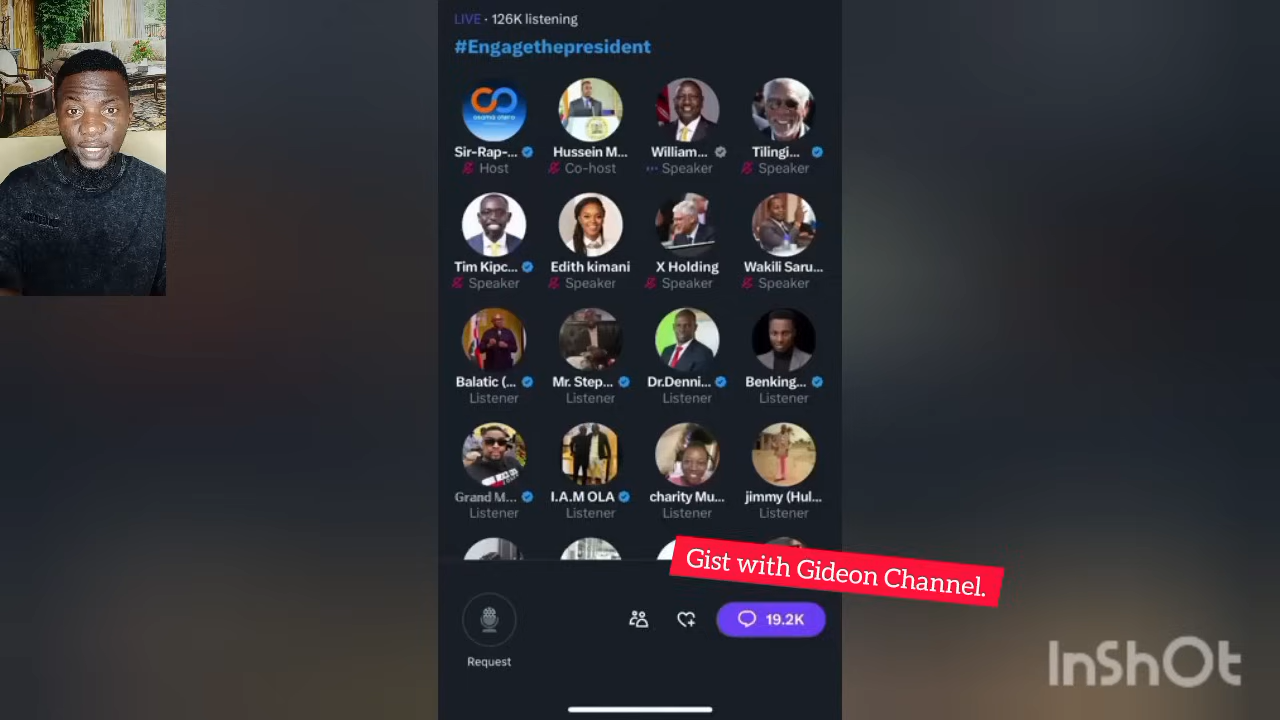 LIVE · 126K listening
#Engagethepresident
osama otero
Sir-Rap-... Hussein M... William... Tilingi...
Host Co-host Speaker Speaker
Tim Kipc... Edith kimani X Holding Wakili Saru...
Speaker Speaker Speaker Speaker
Balatic (... Mr. Step... Dr.Denni... Benking...
Listener Listener Listener Listener
Grand M... I.A.M OLA charity Mu... jimmy (Hul...
Listener Listener Listener Listener
Gist with Gideon Channel.
19.2K
Request
InShOt